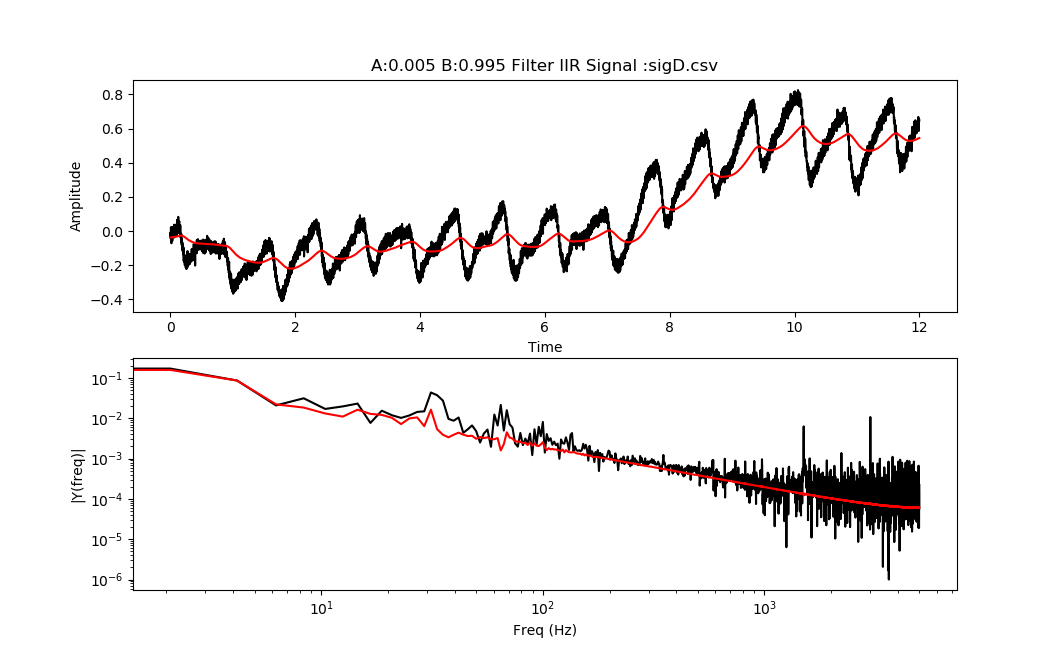 A:0.005 B:0.995 Filter IIR Signal :sigD.csv
Amplitude
0.8
0.6
0.4
0.2
0.0
−0.2
−0.4
0 2 4 6 8 10 12
Time
|Y(freq)|
10⁻¹
10⁻²
10⁻³
10⁻⁴
10⁻⁵
10⁻⁶
10¹ 10² 10³
Freq (Hz)